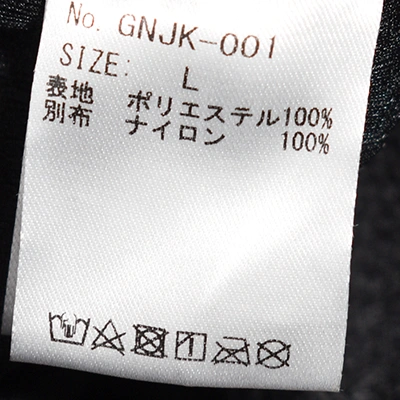 No. GNJK-001
SIZE: L
表地 ポリエステル100%
別布 ナイロン 100%